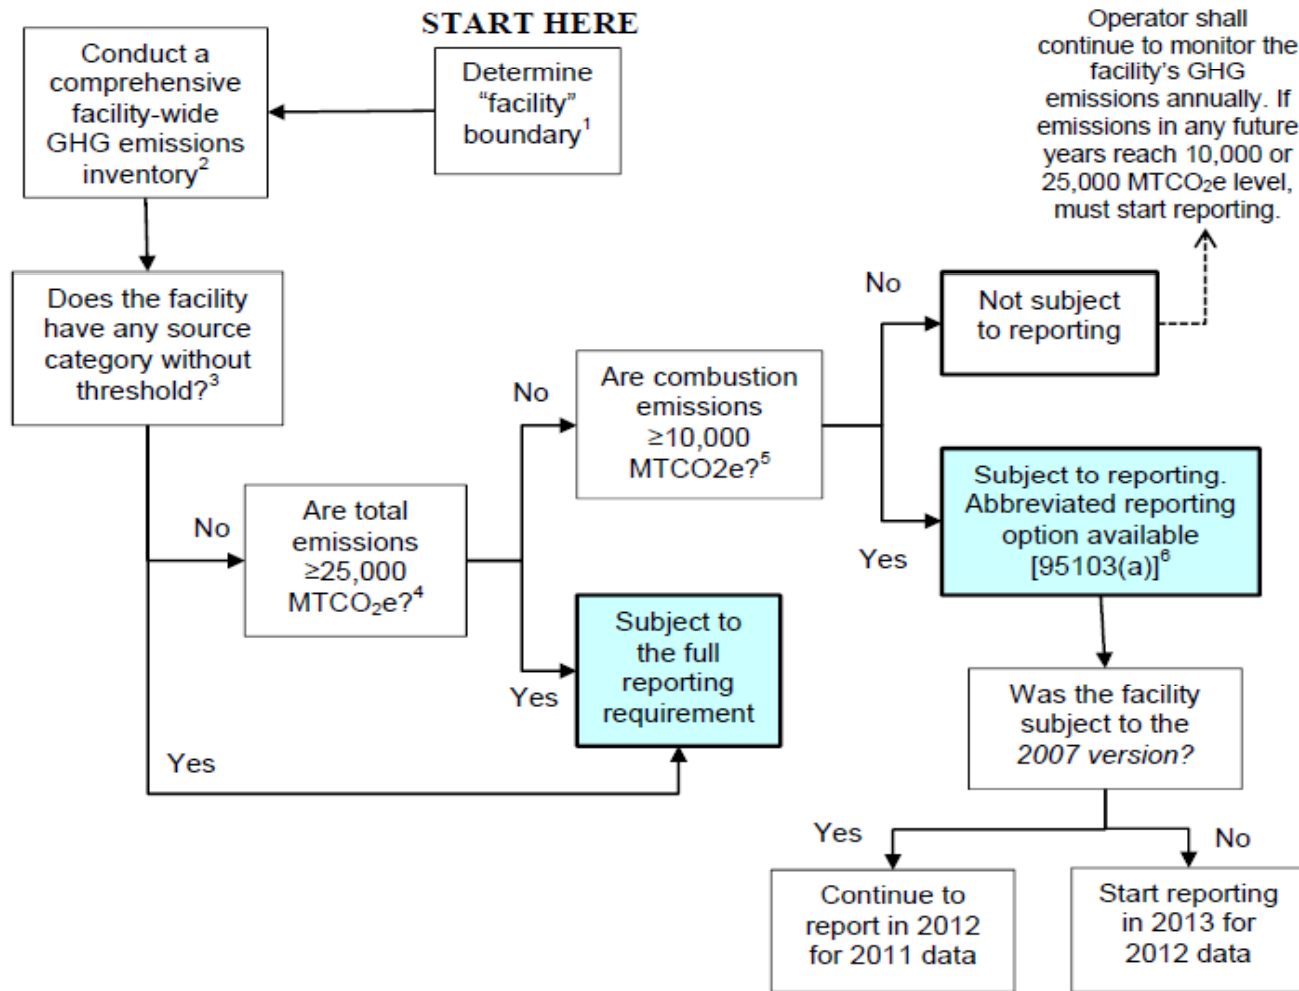 START HERE
Determine
“facility”
boundary1
Conduct a
comprehensive
facility-wide
GHG emissions
inventory2
Does the facility
have any source
category without
threshold?3
No
Yes
Are total
emissions
≥25,000
MTCO₂e?4
No
Yes
Subject to
the full
reporting
requirement
Are combustion
emissions
≥10,000
MTCO2e?5
No
Yes
Not subject
to reporting
Operator shall
continue to monitor the
facility’s GHG
emissions annually. If
emissions in any future
years reach 10,000 or
25,000 MTCO₂e level,
must start reporting.
Subject to reporting.
Abbreviated reporting
option available
[95103(a)]6
Was the facility
subject to the
2007 version?
Yes
No
Continue to
report in 2012
for 2011 data
Start reporting
in 2013 for
2012 data